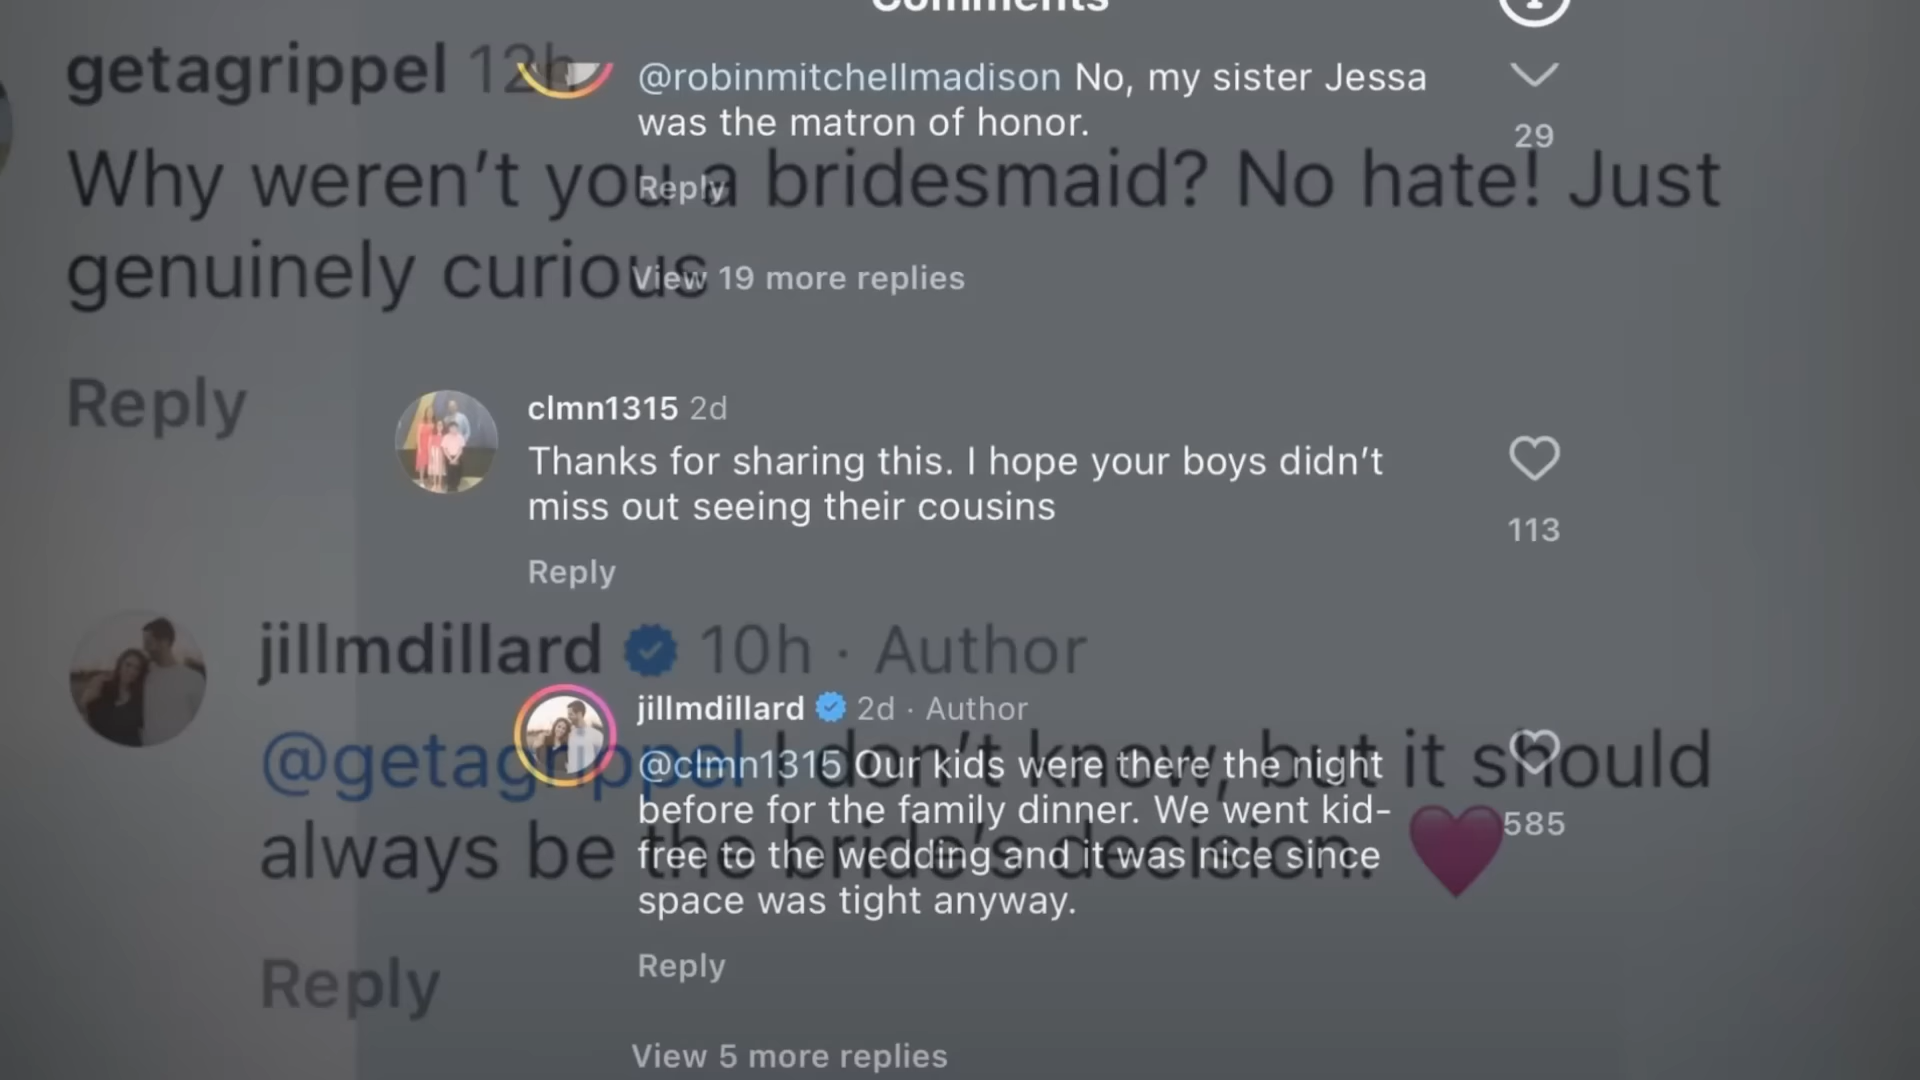 Comments
getagrippel 12h
Why weren't you a bridesmaid? No hate! Just
genuinely curious
Reply
jillmdillard 10h · Author
@getagrippel I don't know, but it should
always be the bride's decision.
Reply
@robinmitchellmadison No, my sister Jessa
was the matron of honor.
29
Reply
View 19 more replies
clmn1315 2d
Thanks for sharing this. I hope your boys didn't
miss out seeing their cousins
113
Reply
jillmdillard 2d · Author
@clmn1315 Our kids were there the night
before for the family dinner. We went kid-
free to the wedding and it was nice since
space was tight anyway.
585
Reply
View 5 more replies